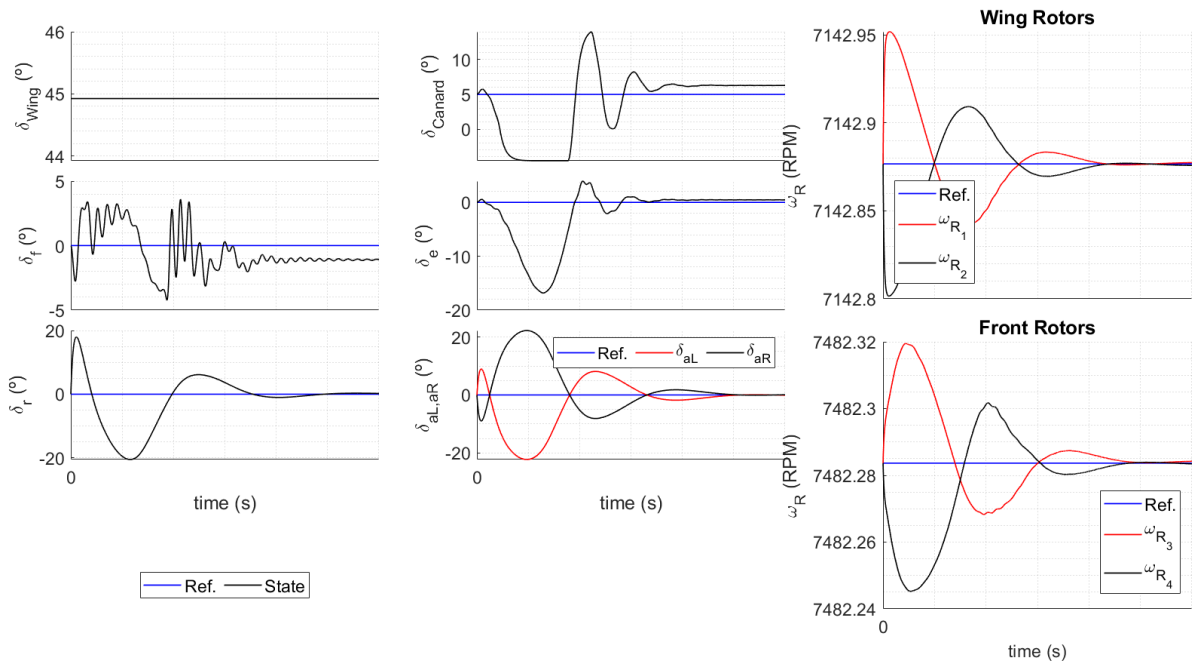 46
45
44
δWing (º)
5
0
-5
δf (º)
20
0
-20
δr (º)
0
time (s)
Ref. State
10
5
0
δCanard (º)
0
-10
-20
δe (º)
20
0
-20
δaL,aR (º)
Ref. δaL δaR
0
time (s)
Wing Rotors
7142.95
7142.9
7142.85
7142.8
ωR (RPM)
Ref.
ωR1
ωR2
Front Rotors
7482.32
7482.3
7482.28
7482.26
7482.24
ωR (RPM)
Ref.
ωR3
ωR4
0
time (s)